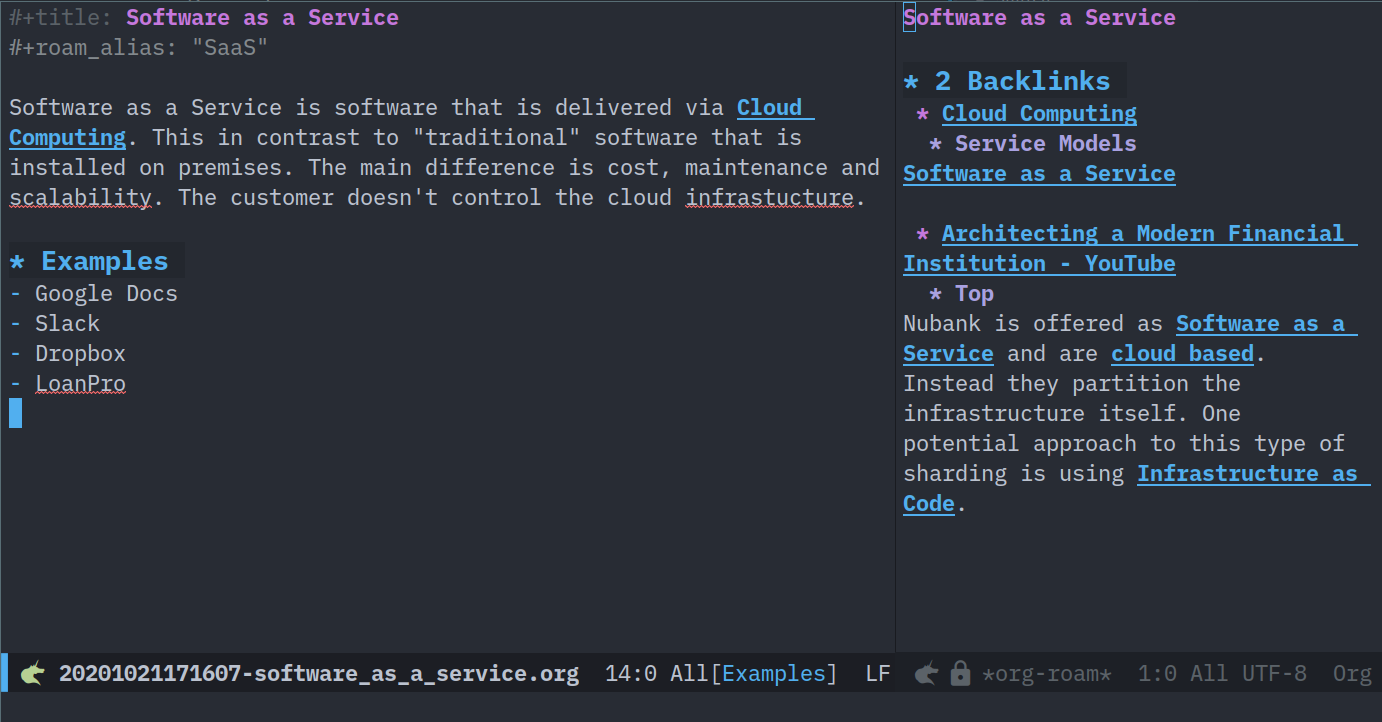 #+title: Software as a Service
#+roam_alias: "SaaS"
Software as a Service is software that is delivered via Cloud
Computing. This in contrast to "traditional" software that is
installed on premises. The main difference is cost, maintenance and
scalability. The customer doesn't control the cloud infrastucture.
* Examples
- Google Docs
- Slack
- Dropbox
- LoanPro
Software as a Service
* 2 Backlinks
* Cloud Computing
* Service Models
Software as a Service
* Architecting a Modern Financial
Institution - YouTube
* Top
Nubank is offered as Software as a
Service and are cloud based.
Instead they partition the
infrastructure itself. One
potential approach to this type of
sharding is using Infrastructure as
Code.
20201021171607-software_as_a_service.org 14:0 All[Examples] LF
*org-roam* 1:0 All UTF-8 Org